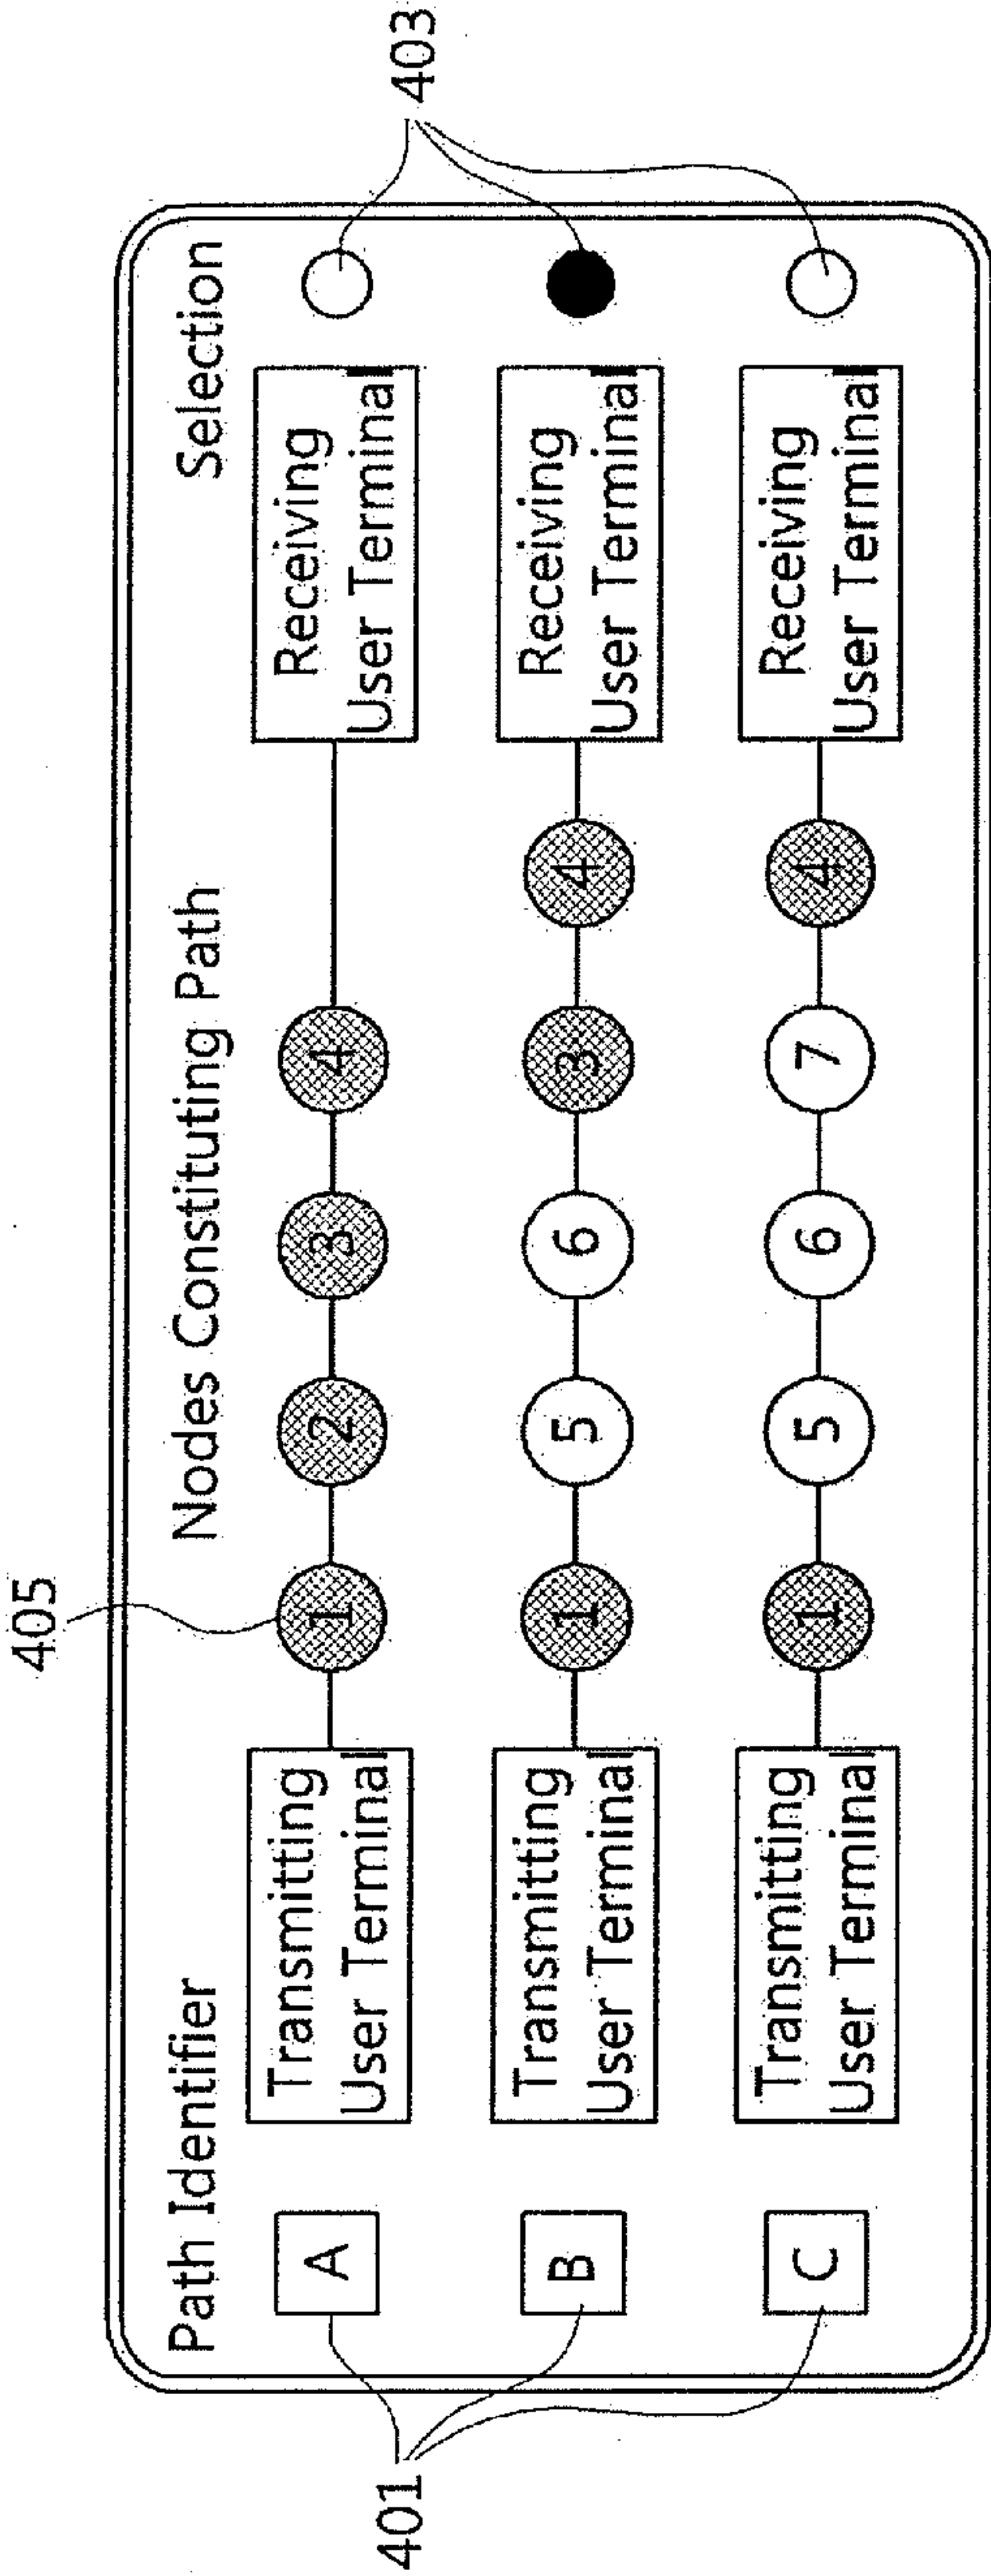 405
Path Identifier
Nodes Constituting Path
Selection
A
Transmitting
User Terminal
1
2
3
4
Receiving
User Terminal
B
Transmitting
User Terminal
1
5
6
3
4
Receiving
User Terminal
C
Transmitting
User Terminal
1
5
6
7
4
Receiving
User Terminal
401
403